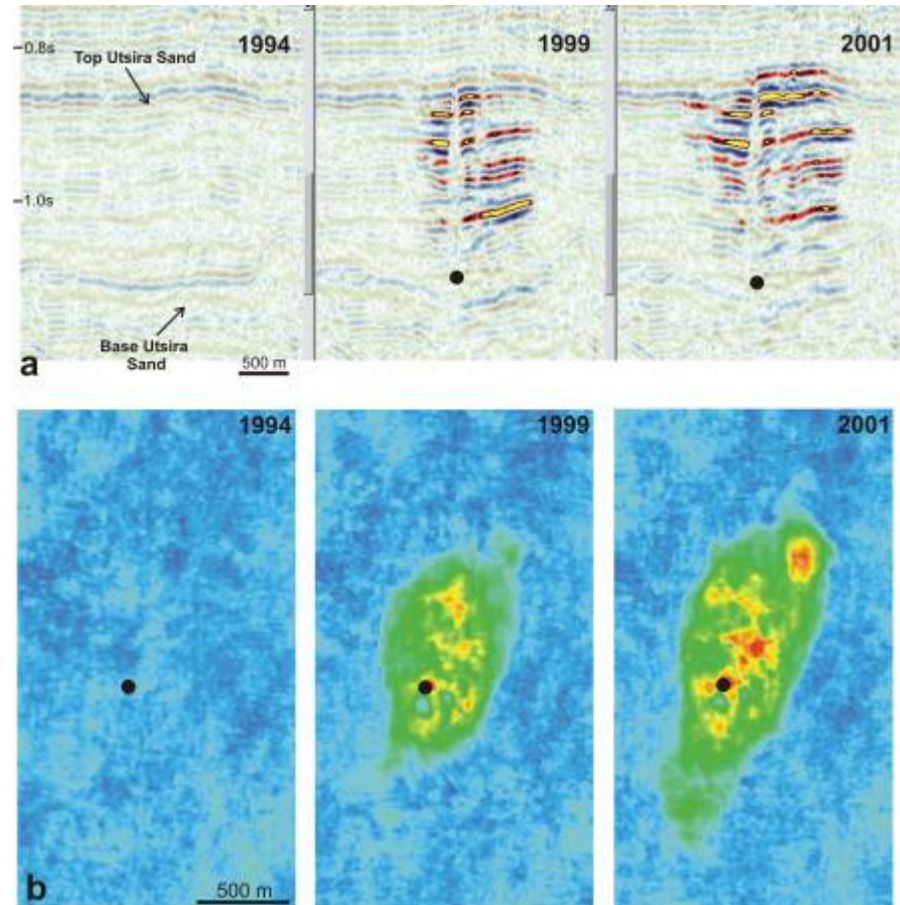 1994
1999
2001
0.8s
Top Utsira Sand
1.0s
Base Utsira
Sand
500 m
a
1994
1999
2001
500 m
b